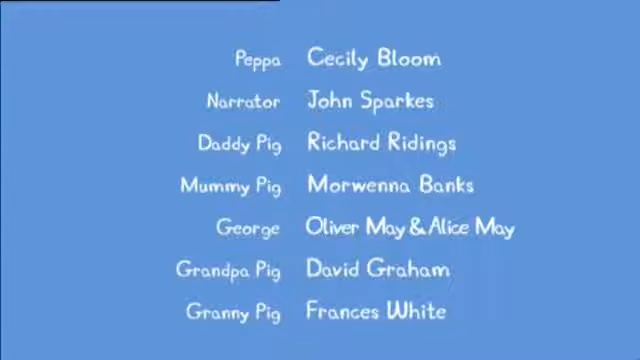 Peppa Cecily Bloom
Narrator John Sparkes
Daddy Pig Richard Ridings
Mummy Pig Morwenna Banks
George Oliver May & Alice May
Grandpa Pig David Graham
Granny Pig Frances White